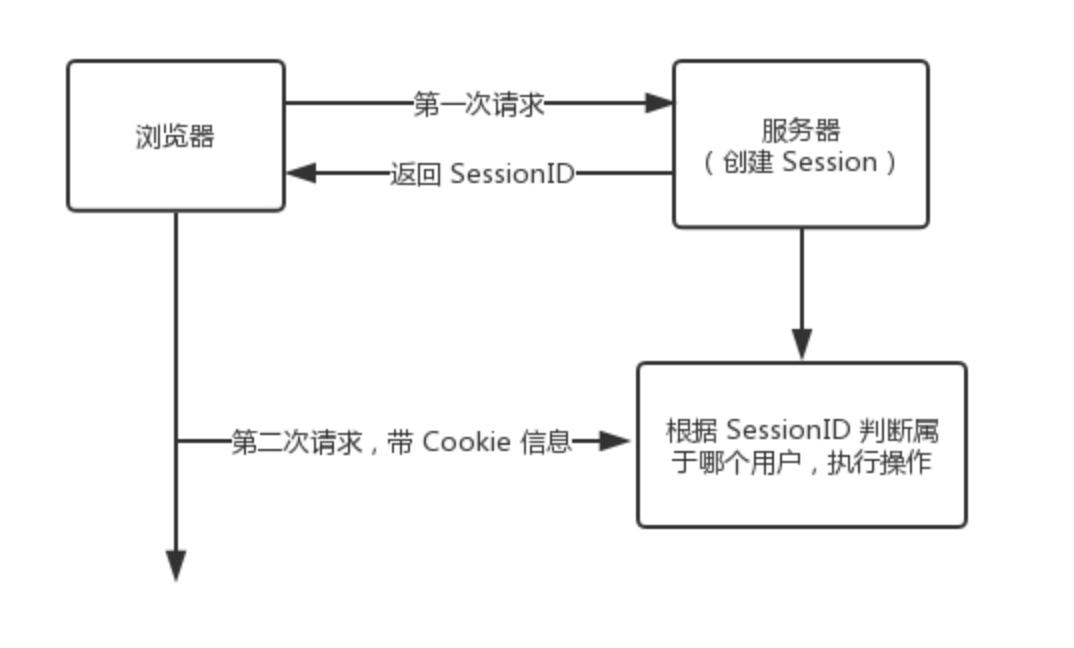 浏览器
第一次请求
服务器
（创建 Session）
返回 SessionID
第二次请求，带 Cookie 信息
根据 SessionID 判断属
于哪个用户，执行操作